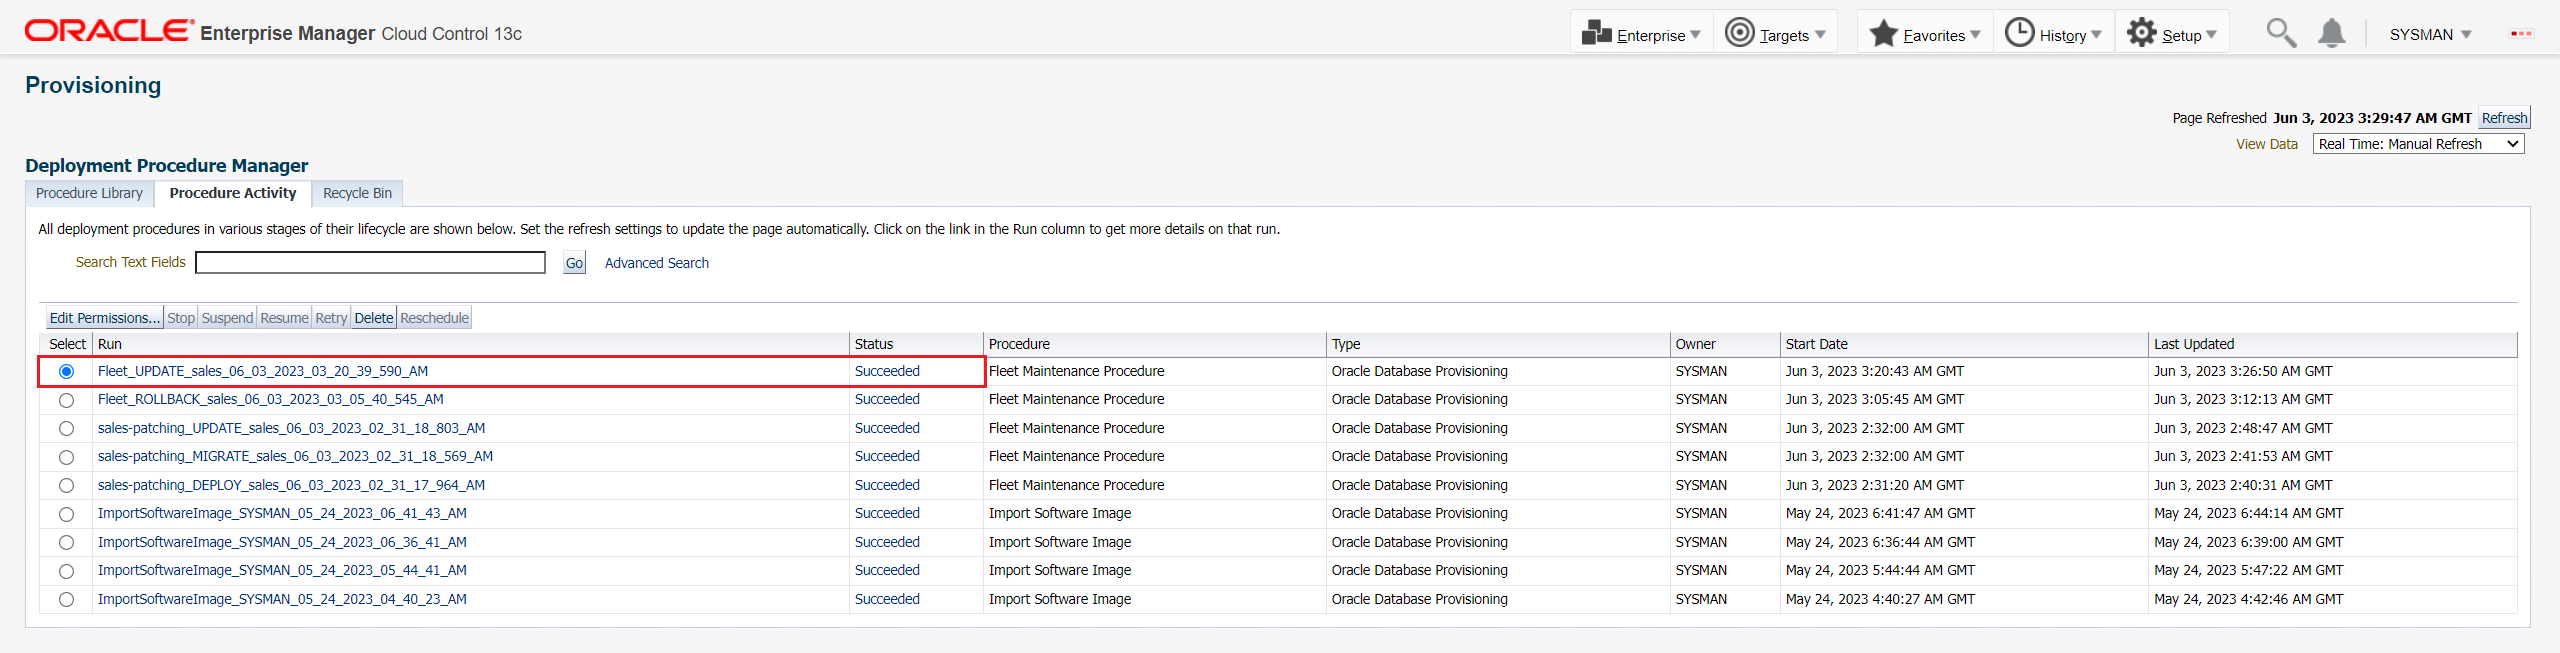 ORACLE Enterprise Manager Cloud Control 13c Enterprise Targets Favorites History Setup SYSMAN
Provisioning
Page Refreshed Jun 3, 2023 3:29:47 AM GMT Refresh
View Data Real Time: Manual Refresh
Deployment Procedure Manager
Procedure Library Procedure Activity Recycle Bin
All deployment procedures in various stages of their lifecycle are shown below. Set the refresh settings to update the page automatically. Click on the link in the Run column to get more details on that run.
Search Text Fields Go Advanced Search
Edit Permissions... Stop Suspend Resume Retry Delete Reschedule
Select Run Status Procedure Type Owner Start Date Last Updated
Fleet_UPDATE_sales_06_03_2023_03_20_39_590_AM Succeeded Fleet Maintenance Procedure Oracle Database Provisioning SYSMAN Jun 3, 2023 3:20:43 AM GMT Jun 3, 2023 3:26:50 AM GMT
Fleet_ROLLBACK_sales_06_03_2023_03_05_40_545_AM Succeeded Fleet Maintenance Procedure Oracle Database Provisioning SYSMAN Jun 3, 2023 3:05:45 AM GMT Jun 3, 2023 3:12:13 AM GMT
sales-patching_UPDATE_sales_06_03_2023_02_31_18_803_AM Succeeded Fleet Maintenance Procedure Oracle Database Provisioning SYSMAN Jun 3, 2023 2:32:00 AM GMT Jun 3, 2023 2:48:47 AM GMT
sales-patching_MIGRATE_sales_06_03_2023_02_31_18_569_AM Succeeded Fleet Maintenance Procedure Oracle Database Provisioning SYSMAN Jun 3, 2023 2:32:00 AM GMT Jun 3, 2023 2:41:53 AM GMT
sales-patching_DEPLOY_sales_06_03_2023_02_31_17_964_AM Succeeded Fleet Maintenance Procedure Oracle Database Provisioning SYSMAN Jun 3, 2023 2:31:20 AM GMT Jun 3, 2023 2:40:31 AM GMT
ImportSoftwareImage_SYSMAN_05_24_2023_06_41_43_AM Succeeded Import Software Image Oracle Database Provisioning SYSMAN May 24, 2023 6:41:47 AM GMT May 24, 2023 6:44:14 AM GMT
ImportSoftwareImage_SYSMAN_05_24_2023_06_36_41_AM Succeeded Import Software Image Oracle Database Provisioning SYSMAN May 24, 2023 6:36:44 AM GMT May 24, 2023 6:39:00 AM GMT
ImportSoftwareImage_SYSMAN_05_24_2023_05_44_41_AM Succeeded Import Software Image Oracle Database Provisioning SYSMAN May 24, 2023 5:44:44 AM GMT May 24, 2023 5:47:22 AM GMT
ImportSoftwareImage_SYSMAN_05_24_2023_04_40_23_AM Succeeded Import Software Image Oracle Database Provisioning SYSMAN May 24, 2023 4:40:27 AM GMT May 24, 2023 4:42:46 AM GMT